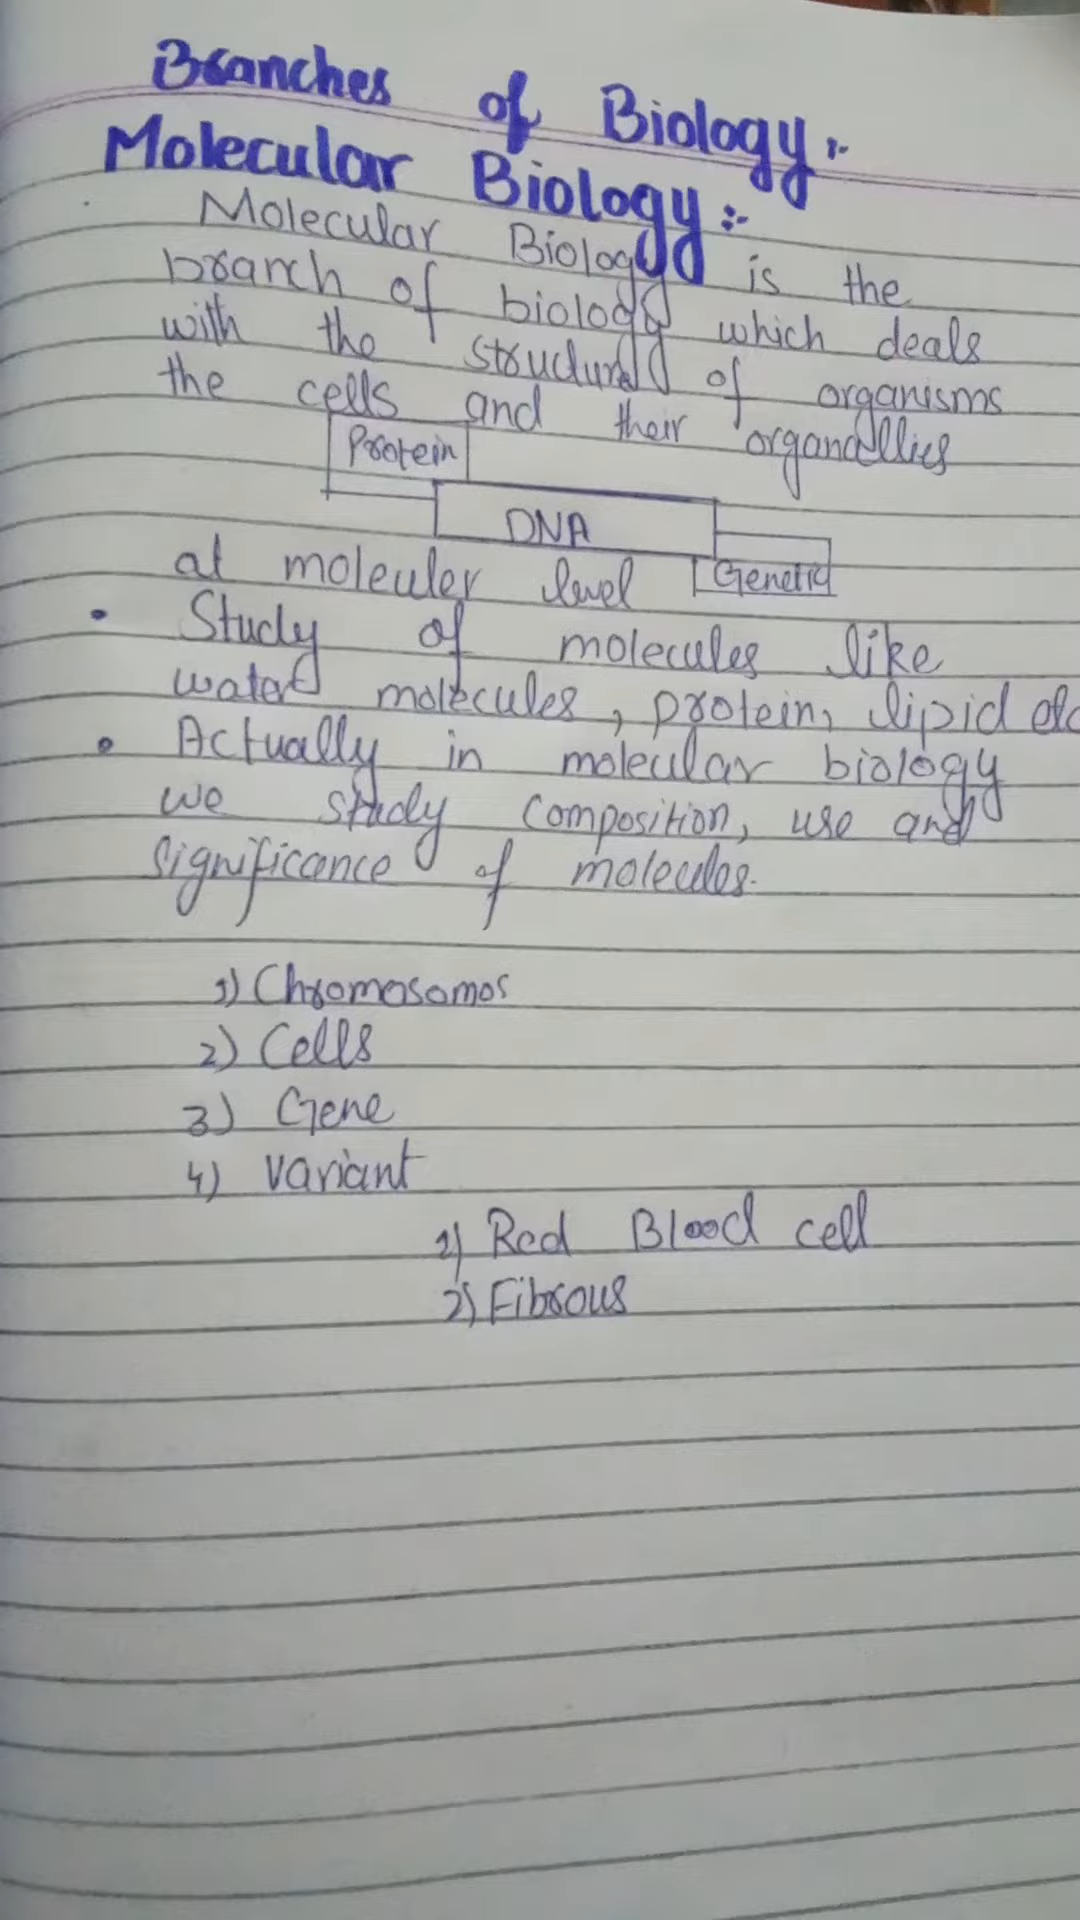 Branches of Biology:-
Molecular Biology:-
Molecular Biology is the
branch of biology which deals
with the structure of organisms
the cells and their organellies
Protein
DNA
Genetic
at moleculer level
• Study of molecules like
water molecules, protein, lipid etc
• Actually in molecular biology
we study composition, use and
significance of molecules.
1) Chromosomos
2) Cells
3) Gene
4) Variant
1) Red Blood cell
2) Fibrous